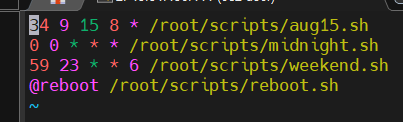 34 9 15 8 * /root/scripts/aug15.sh
0 0 * * * /root/scripts/midnight.sh
59 23 * * 6 /root/scripts/weekend.sh
@reboot /root/scripts/reboot.sh
~